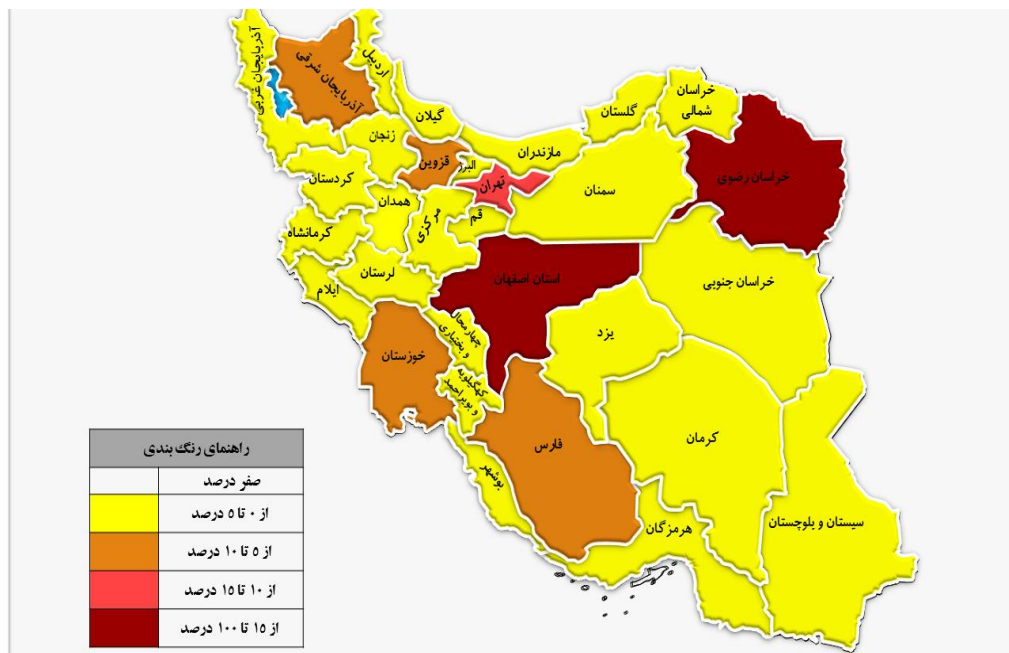 آذربایجان غربی
آذربایجان شرقی
اردبیل
گیلان
زنجان
قزوین
البرز
تهران
مازندران
گلستان
خراسان
شمالی
خراسان رضوی
سمنان
کردستان
همدان
مرکزی
قم
کرمانشاه
لرستان
ایلام
استان اصفهان
خراسان جنوبی
یزد
چهارمحال
و بختیاری
خوزستان
کهگیلویه
و بویراحمد
فارس
کرمان
بوشهر
هرمزگان
سیستان و بلوچستان
راهنمای رنگ بندی
صفر درصد
از ۰ تا ۵ درصد
از ۵ تا ۱۰ درصد
از ۱۰ تا ۱۵ درصد
از ۱۵ تا ۱۰۰ درصد